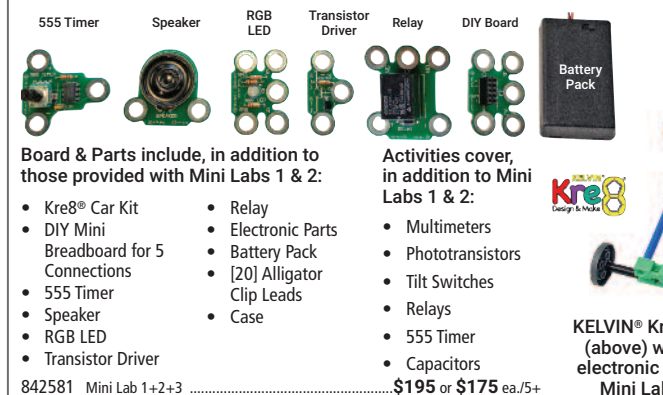 555 Timer
Speaker
RGB
LED
Transistor
Driver
Relay
DIY Board
Battery
Pack
SPEAKER
Board & Parts include, in addition to
those provided with Mini Labs 1 & 2:
• Kre8® Car Kit
• DIY Mini
Breadboard for 5
Connections
• 555 Timer
• Speaker
• RGB LED
• Transistor Driver
• Relay
• Electronic Parts
• Battery Pack
• [20] Alligator
Clip Leads
• Case
Activities cover,
in addition to Mini
Labs 1 & 2:
• Multimeters
• Phototransistors
• Tilt Switches
• Relays
• 555 Timer
• Capacitors
KELVIN®
Kre8
Design & Make
KELVIN® Kr
(above) w
electronic
Mini Lal
842581 Mini Lab 1+2+3 ....................................................$195 or $175 ea./5+